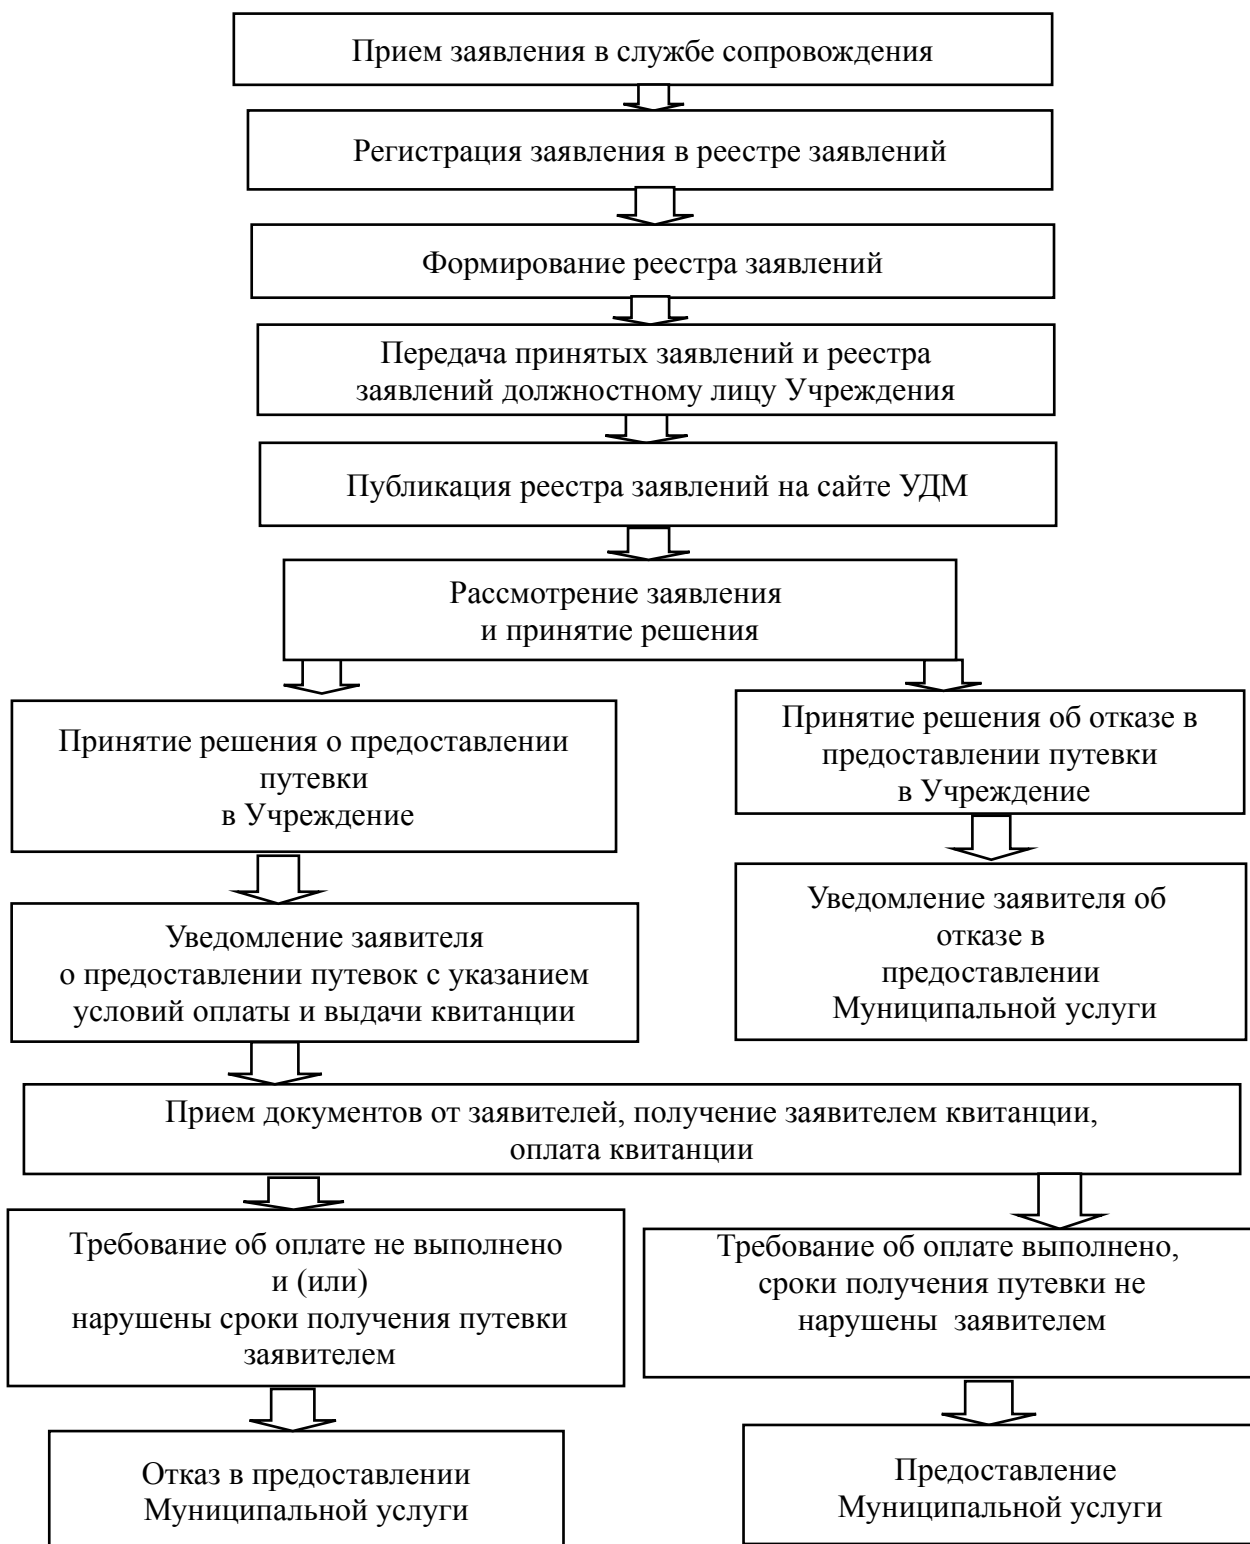 Прием заявления в службе сопровождения
Регистрация заявления в реестре заявлений
Формирование реестра заявлений
Передача принятых заявлений и реестра
заявлений должностному лицу Учреждения
Публикация реестра заявлений на сайте УДМ
Рассмотрение заявления
и принятие решения
Принятие решения о предоставлении
путевки
в Учреждение
Принятие решения об отказе в
предоставлении путевки
в Учреждение
Уведомление заявителя
о предоставлении путевок с указанием
условий оплаты и выдачи квитанции
Уведомление заявителя об
отказе в
предоставлении
Муниципальной услуги
Прием документов от заявителей, получение заявителем квитанции,
оплата квитанции
Требование об оплате не выполнено
и (или)
нарушены сроки получения путевки
заявителем
Требование об оплате выполнено,
сроки получения путевки не
нарушены заявителем
Отказ в предоставлении
Муниципальной услуги
Предоставление
Муниципальной услуги